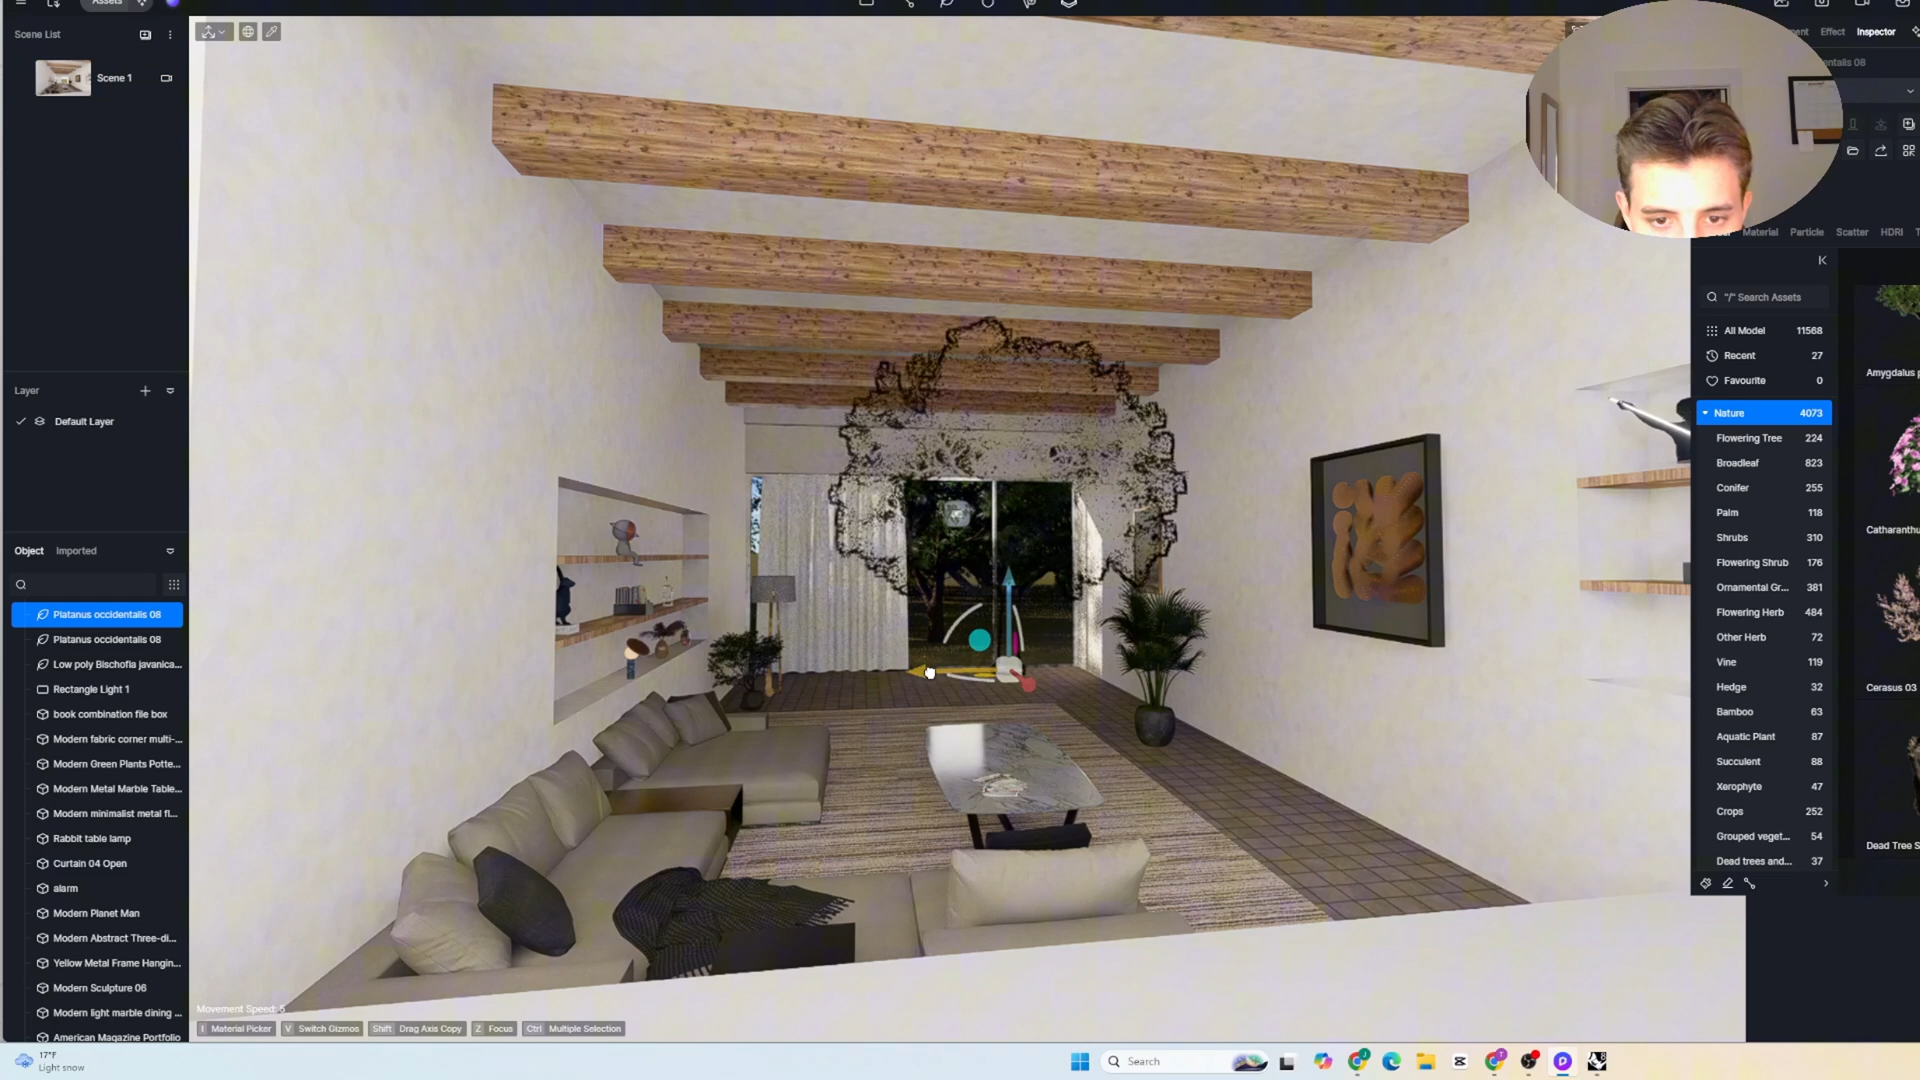 Assets
Scene List
Scene 1
Layer
Default Layer
Object Imported
Platanus occidentalis 08
Platanus occidentalis 08
Low poly Bischofia javanica...
Rectangle Light 1
book combination file box
Modern fabric corner multi-...
Modern Green Plants Potte...
Modern Metal Marble Table...
Modern minimalist metal fl...
Rabbit table lamp
Curtain 04 Open
alarm
Modern Planet Man
Modern Abstract Three-di...
Yellow Metal Frame Hangin...
Modern Sculpture 06
Modern light marble dining ...
American Magazine Portfolio
Movement Speed: 5
I Material Picker V Switch Gizmos Shift Drag Axis Copy Z Focus Ctrl Multiple Selection
Effect Inspector
entalis 08
Material Particle Scatter HDRI
"/" Search Assets
All Model 11568
Recent 27
Favourite 0
Nature 4073
Flowering Tree 224
Broadleaf 823
Conifer 255
Palm 118
Shrubs 310
Flowering Shrub 176
Ornamental Gr... 381
Flowering Herb 484
Other Herb 72
Vine 119
Hedge 32
Bamboo 63
Aquatic Plant 87
Succulent 88
Xerophyte 47
Crops 252
Grouped veget... 54
Dead trees and... 37
Amygdalus p
Catharanthu
Cerasus 03
Dead Tree S
17°F
Light snow
Search